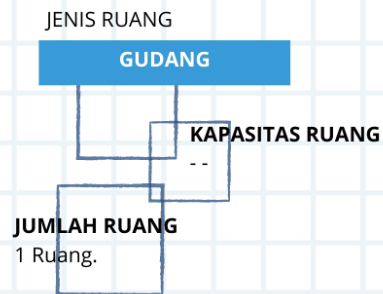 JENIS RUANG
GUDANG
KAPASITAS RUANG
- -
JUMLAH RUANG
1 Ruang.